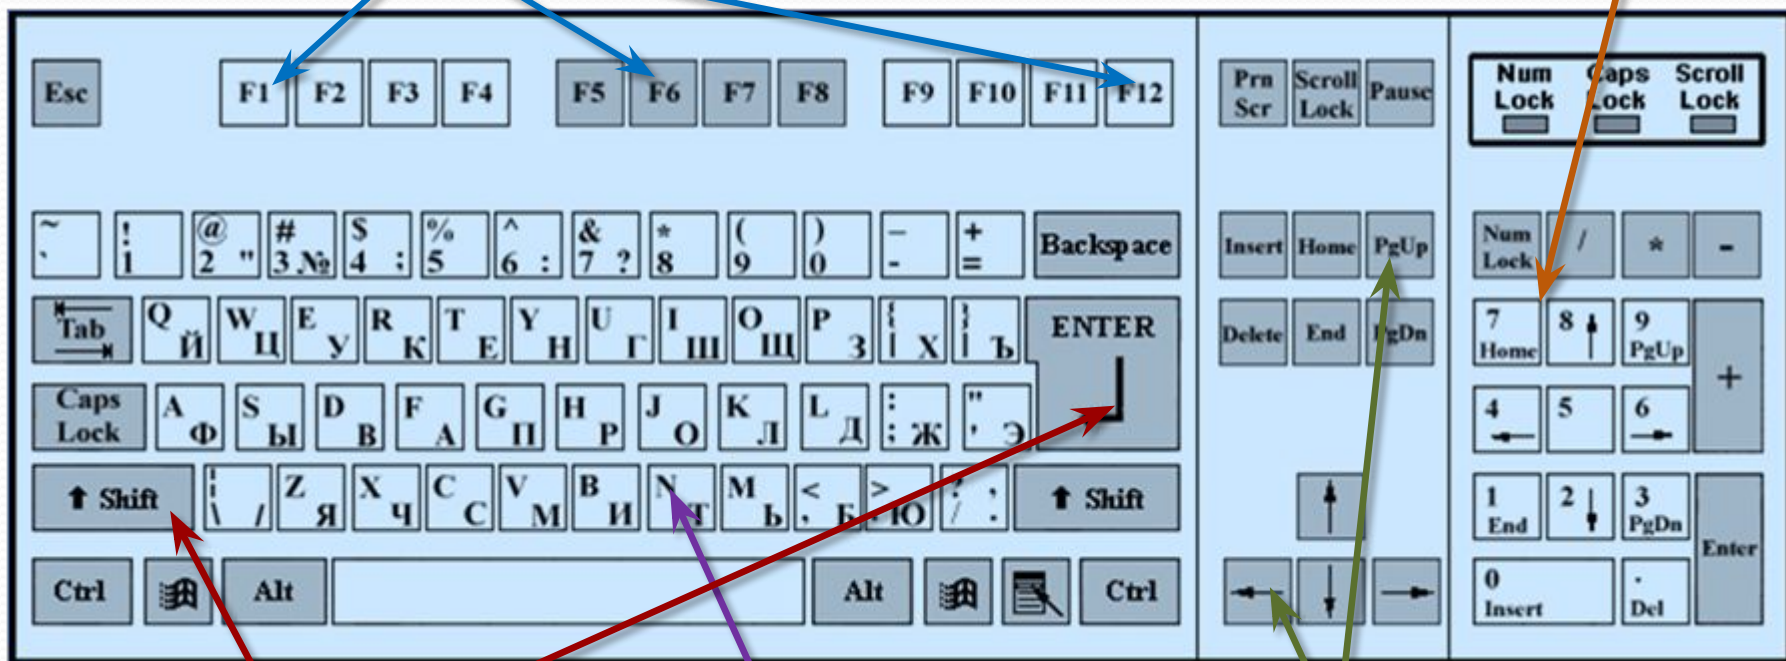 Esc F1 F2 F3 F4 F5 F6 F7 F8 F9 F10 F11 F12 Prn Scr Scroll Lock Pause Num Lock Caps Lock Scroll Lock
~ ` ! 1 @ 2 " # 3 № $ 4 ; % 5 ^ 6 : & 7 ? * 8 ( 9 ) 0 _ - + = Backspace Insert Home PgUp Num Lock / * -
Tab Q Й W Ц E У R К T Е Y Н U Г I Ш O Щ P З { [ Х } ] Ъ ENTER Delete End PgDn 7 Home 8 9 PgUp +
Caps Lock A Ф S Ы D В F А G П H Р J О K Л L Д : ; Ж " ' Э 4 5 6
Shift | \ / Z Я X Ч C С V М B И N Т M Ь < , Б > . Ю ? / , . Shift 1 End 2 3 PgDn Enter
Ctrl Alt Alt Ctrl 0 Insert . Del